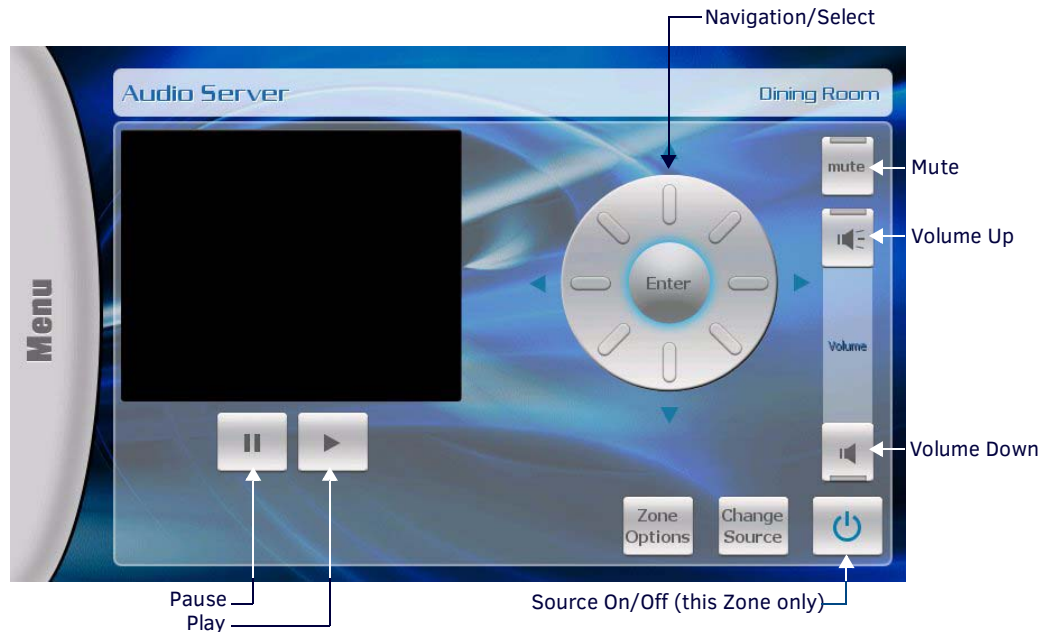 Navigation/Select
Audio Server
Dining Room
mute
Mute
Volume Up
Enter
Menu
Volume
Volume Down
Zone
Options
Change
Source
Pause
Play
Source On/Off (this Zone only)